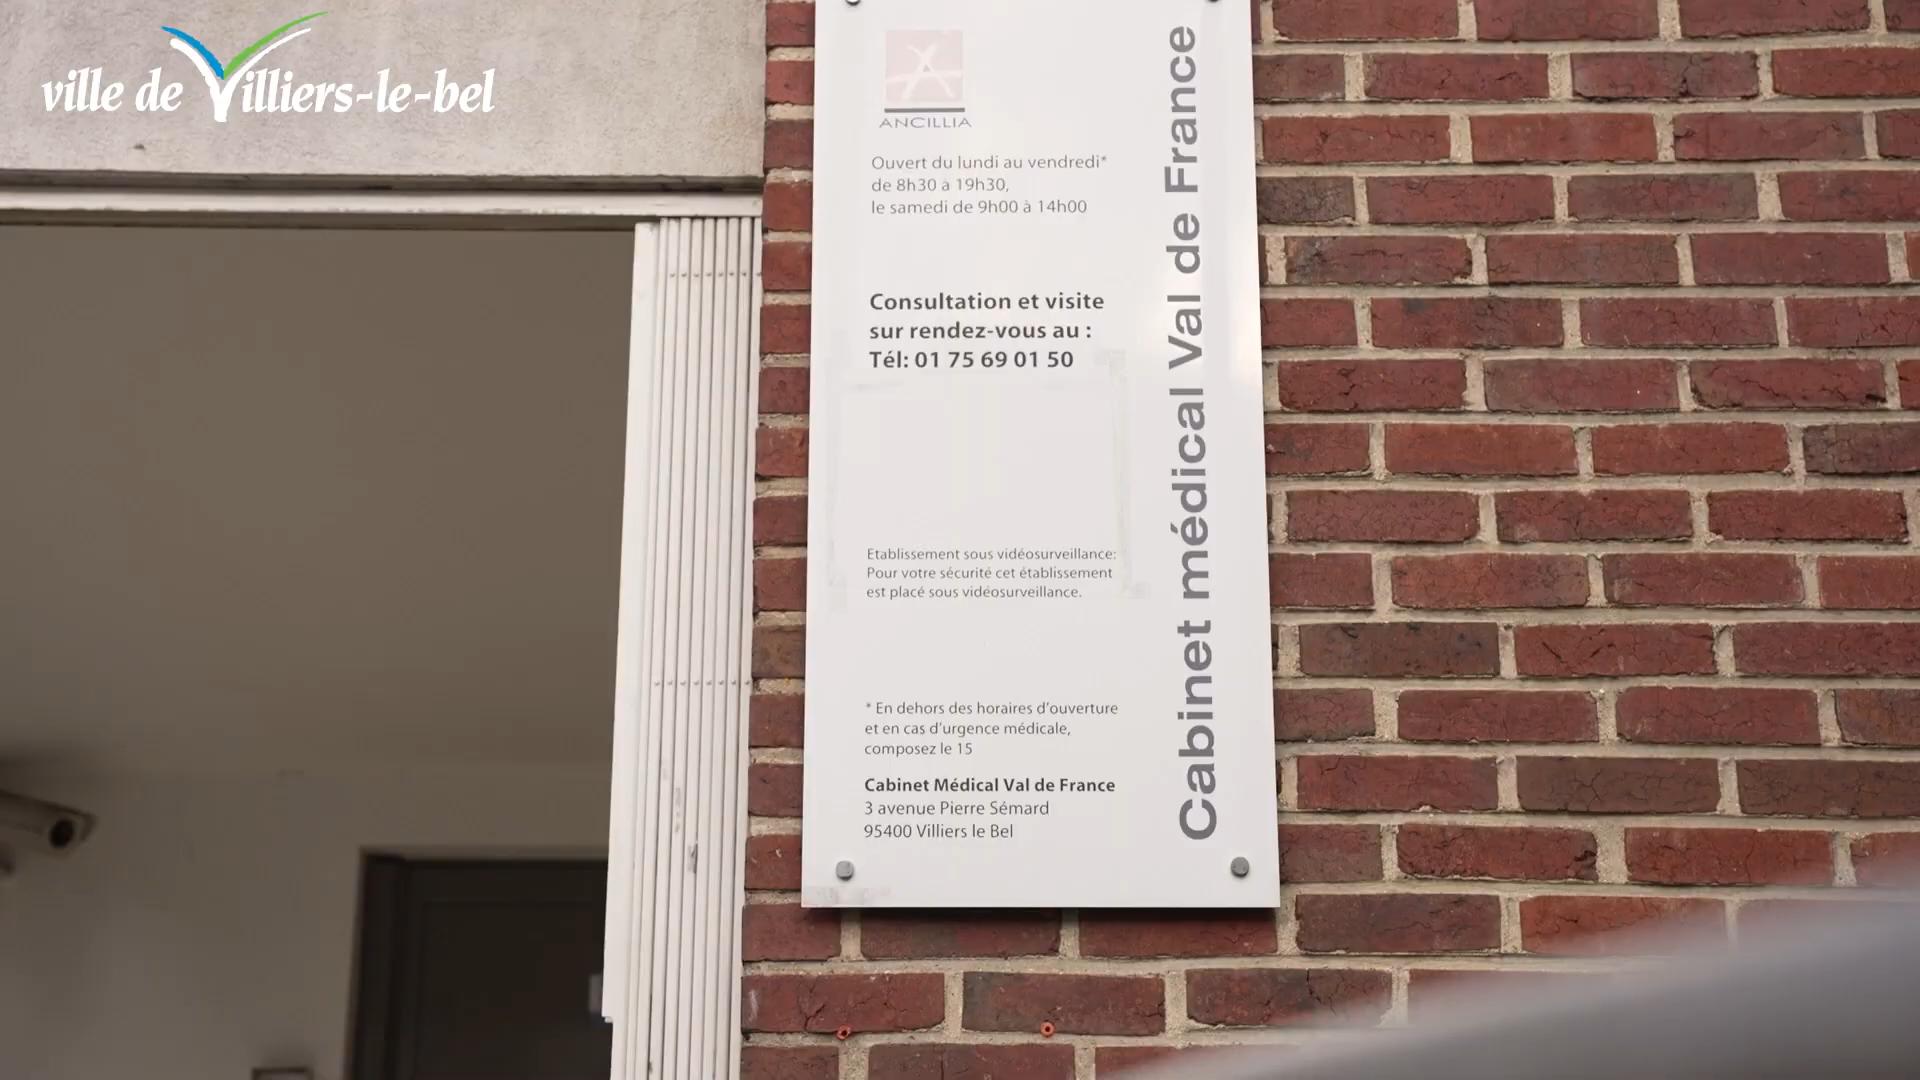 ville de Villiers-le-bel
ANCILLIA
Ouvert du lundi au vendredi*
de 8h30 à 19h30,
le samedi de 9h00 à 14h00
Consultation et visite
sur rendez-vous au :
Tél: 01 75 69 01 50
Etablissement sous vidéosurveillance:
Pour votre sécurité cet établissement
est placé sous vidéosurveillance.
* En dehors des horaires d'ouverture
et en cas d'urgence médicale,
composez le 15
Cabinet Médical Val de France
3 avenue Pierre Sémard
95400 Villiers le Bel
Cabinet médical Val de France